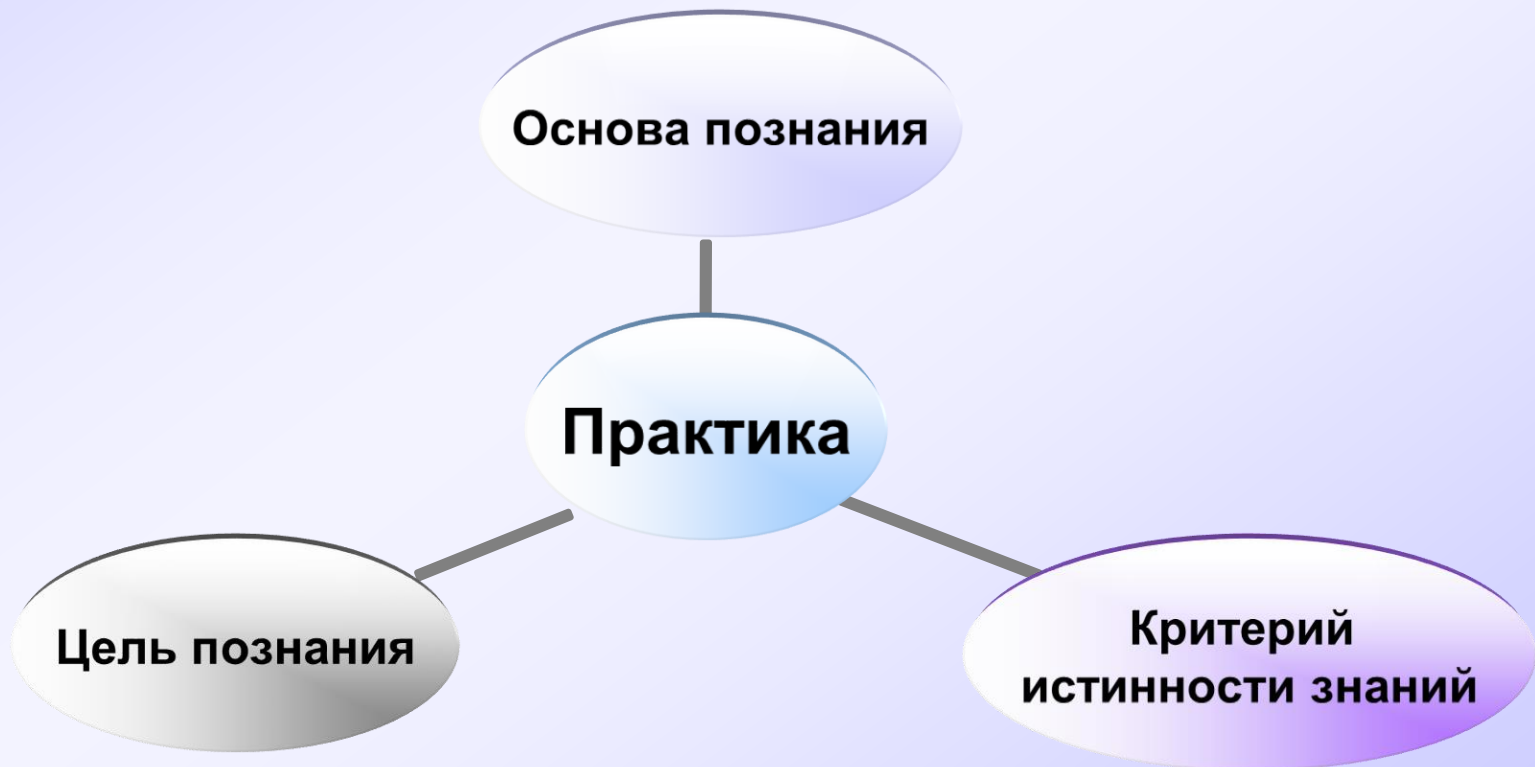 Основа познания
Практика
Цель познания
Критерий
истинности знаний